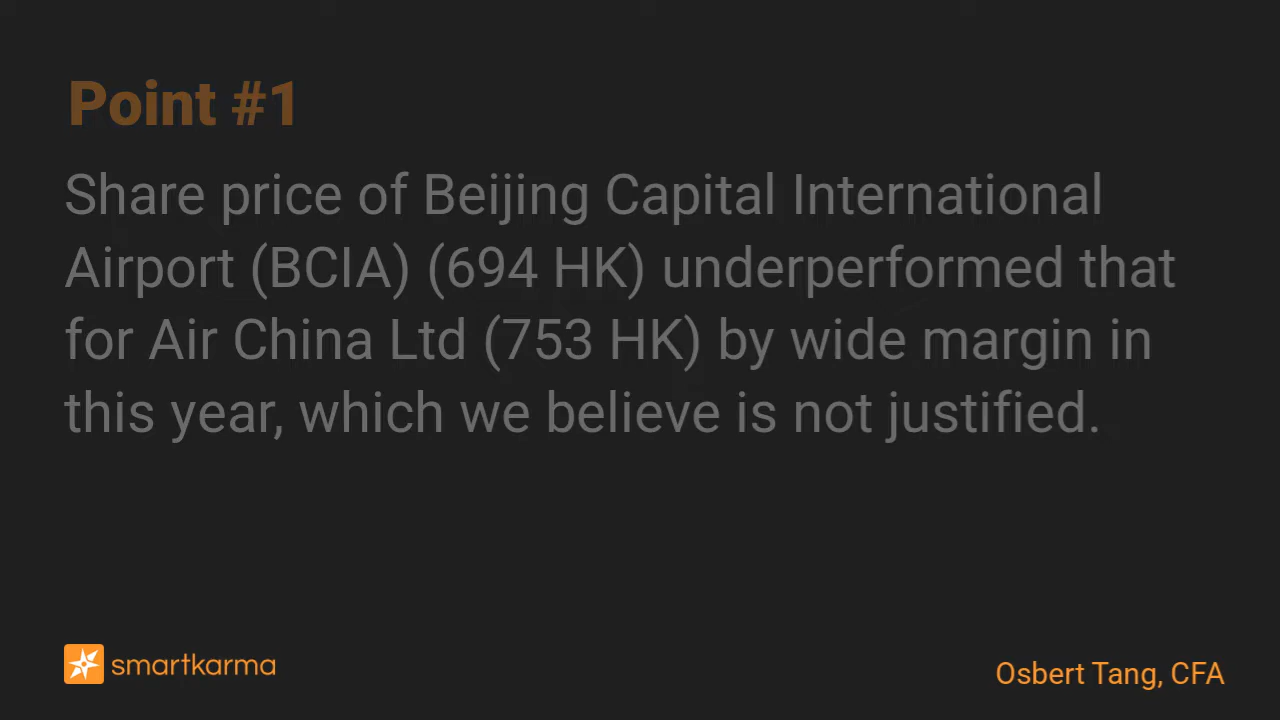 Point #1
Share price of Beijing Capital International
Airport (BCIA) (694 HK) underperformed that
for Air China Ltd (753 HK) by wide margin in
this year, which we believe is not justified.
smartkarma
Osbert Tang, CFA